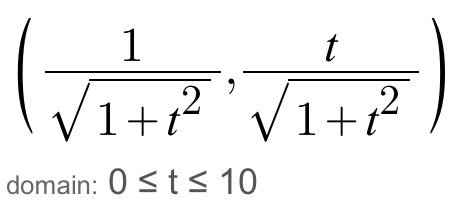 (1/√(1+t²), t/√(1+t²))
domain: 0 ≤ t ≤ 10